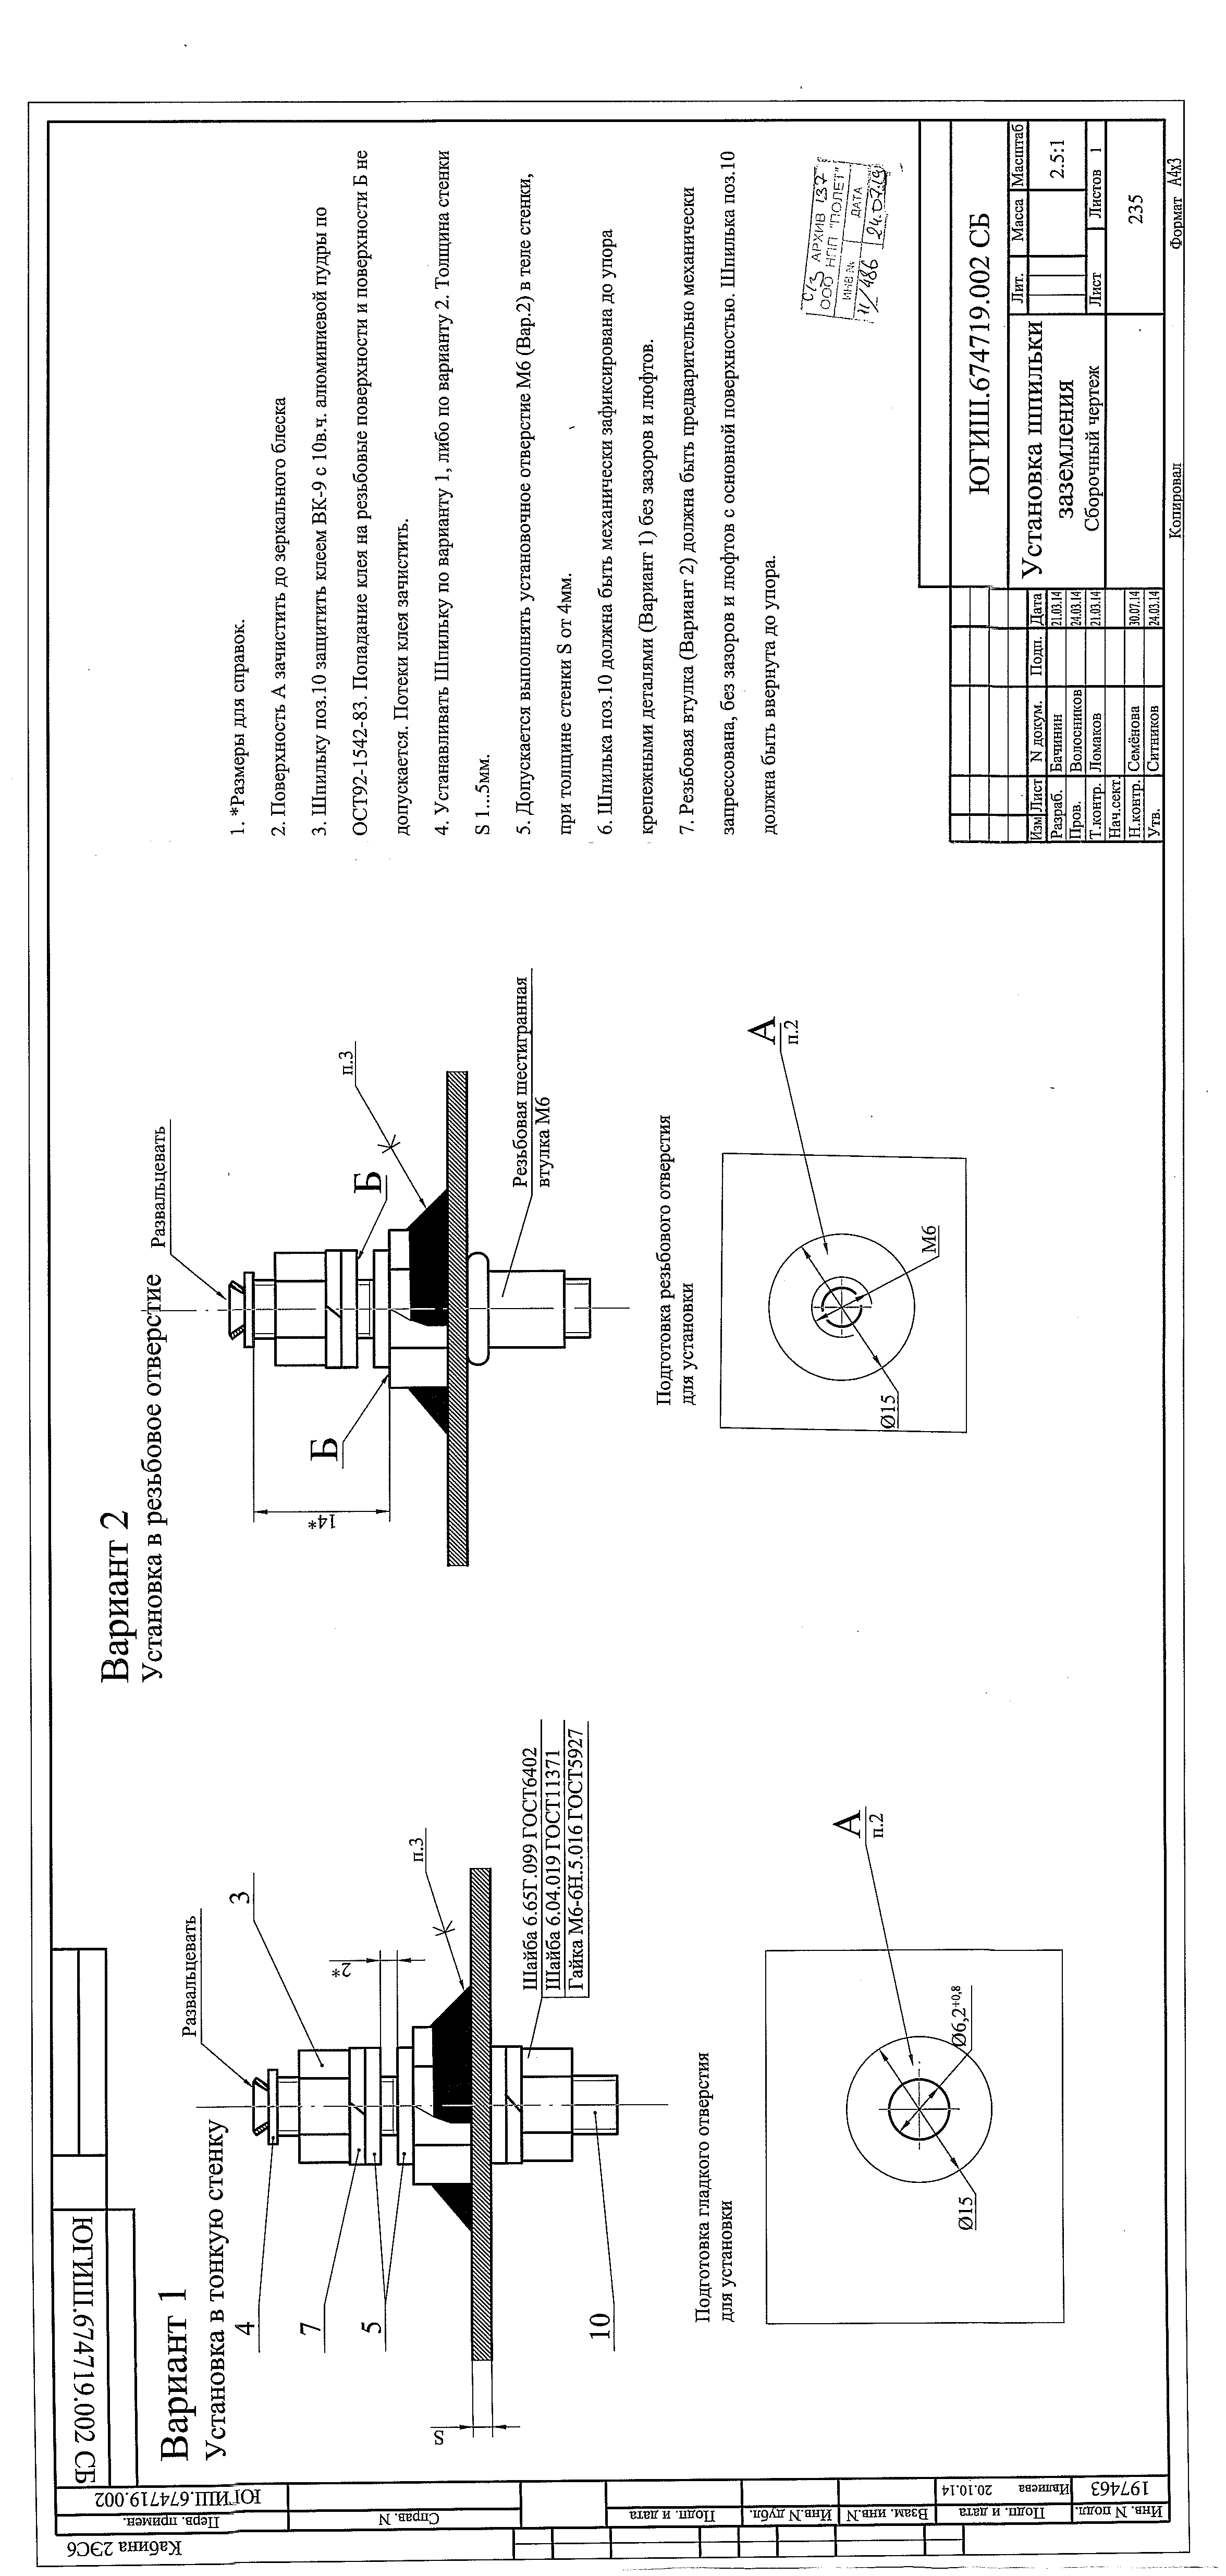 ЮГИШ.674719.002 СБ
Вариант 1
Установка в тонкую стенку
Развальцевать
3
4
7
5
10
2*
S
п.3
Шайба 6.65Г.099 ГОСТ6402
Шайба 6.04.019 ГОСТ11371
Гайка М6-6Н.5.016 ГОСТ5927
Подготовка гладкого отверстия
для установки
А
п.2
Ø6,2+0,8
Ø15
Вариант 2
Установка в резьбовое отверстие
Развальцевать
14*
Б
Б
п.3
Резьбовая шестигранная
втулка М6
Подготовка резьбового отверстия
для установки
А
п.2
М6
Ø15
1. *Размеры для справок.
2. Поверхность А зачистить до зеркального блеска
3. Шпильку поз.10 защитить клеем ВК-9 с 10в.ч. алюминиевой пудры по
ОСТ92-1542-83. Попадание клея на резьбовые поверхности и поверхности Б не
допускается. Потеки клея зачистить.
4. Устанавливать Шпильку по варианту 1, либо по варианту 2. Толщина стенки
S 1...5мм.
5. Допускается выполнять установочное отверстие М6 (Вар.2) в теле стенки,
при толщине стенки S от 4мм.
6. Шпилька поз.10 должна быть механически зафиксирована до упора
крепежными деталями (Вариант 1) без зазоров и люфтов.
7. Резьбовая втулка (Вариант 2) должна быть предварительно механически
запрессована, без зазоров и люфтов с основной поверхностью. Шпилька поз.10
должна быть ввернута до упора.
АРХИВ 137
ООО НПП "ПОЛЕТ"
ИНВ № ДАТА
11/486 24.07.19
ЮГИШ.674719.002 СБ
Установка шпильки
заземления
Сборочный чертеж
Лит. Масса Масштаб
2.5:1
Лист Листов 1
235
Изм Лист N докум. Подп. Дата
Разраб. Бачинин 21.03.14
Пров. Волосников 24.03.14
Т.контр. Ломаков 21.03.14
Нач.сект.
Н.контр. Семёнова 30.07.14
Утв. Ситников 24.03.14
Копировал
Формат А4х3
Кабина 2ЭС6
Перв. примен.
ЮГИШ.674719.002
Справ. N
Подп. и дата
Инв.N дубл.
Взам. инв.N
Подп. и дата
Ивлиева 20.10.14
Инв. N подл.
197463